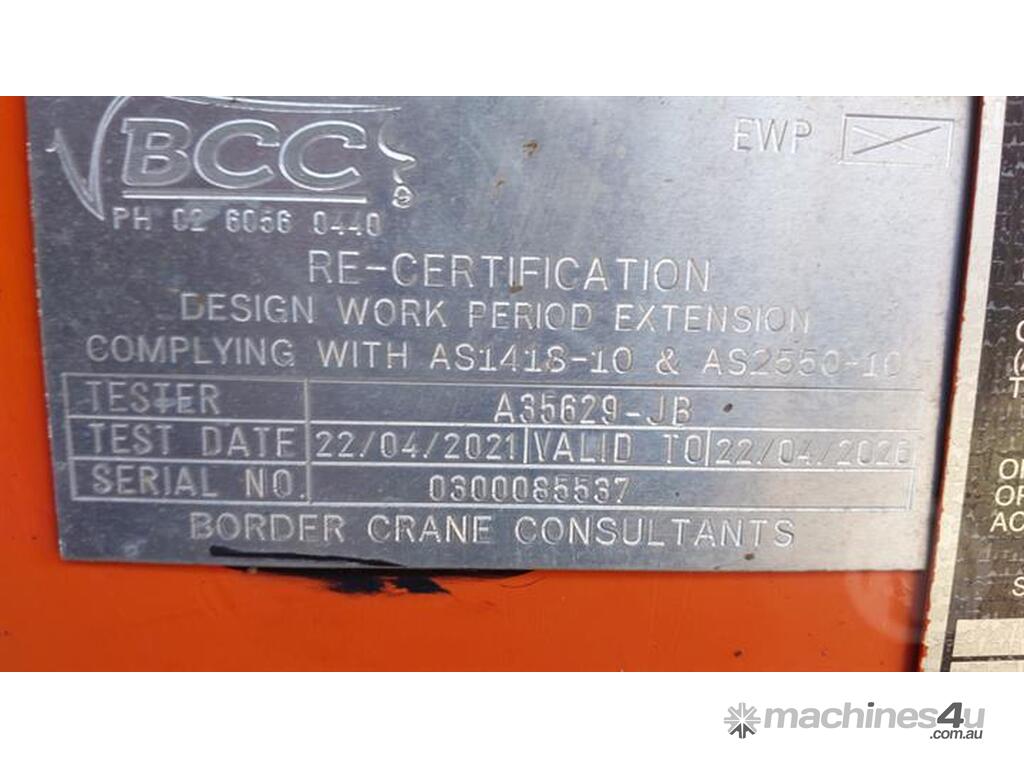 BCC
EWP
PH 02 6056 0440
RE-CERTIFICATION
DESIGN WORK PERIOD EXTENSION
COMPLYING WITH AS1418-10 & AS2550-10
TESTER A35629-JB
TEST DATE 22/04/2021 VALID TO 22/04/2026
SERIAL NO. 0300085537
BORDER CRANE CONSULTANTS
machines4u
.com.au